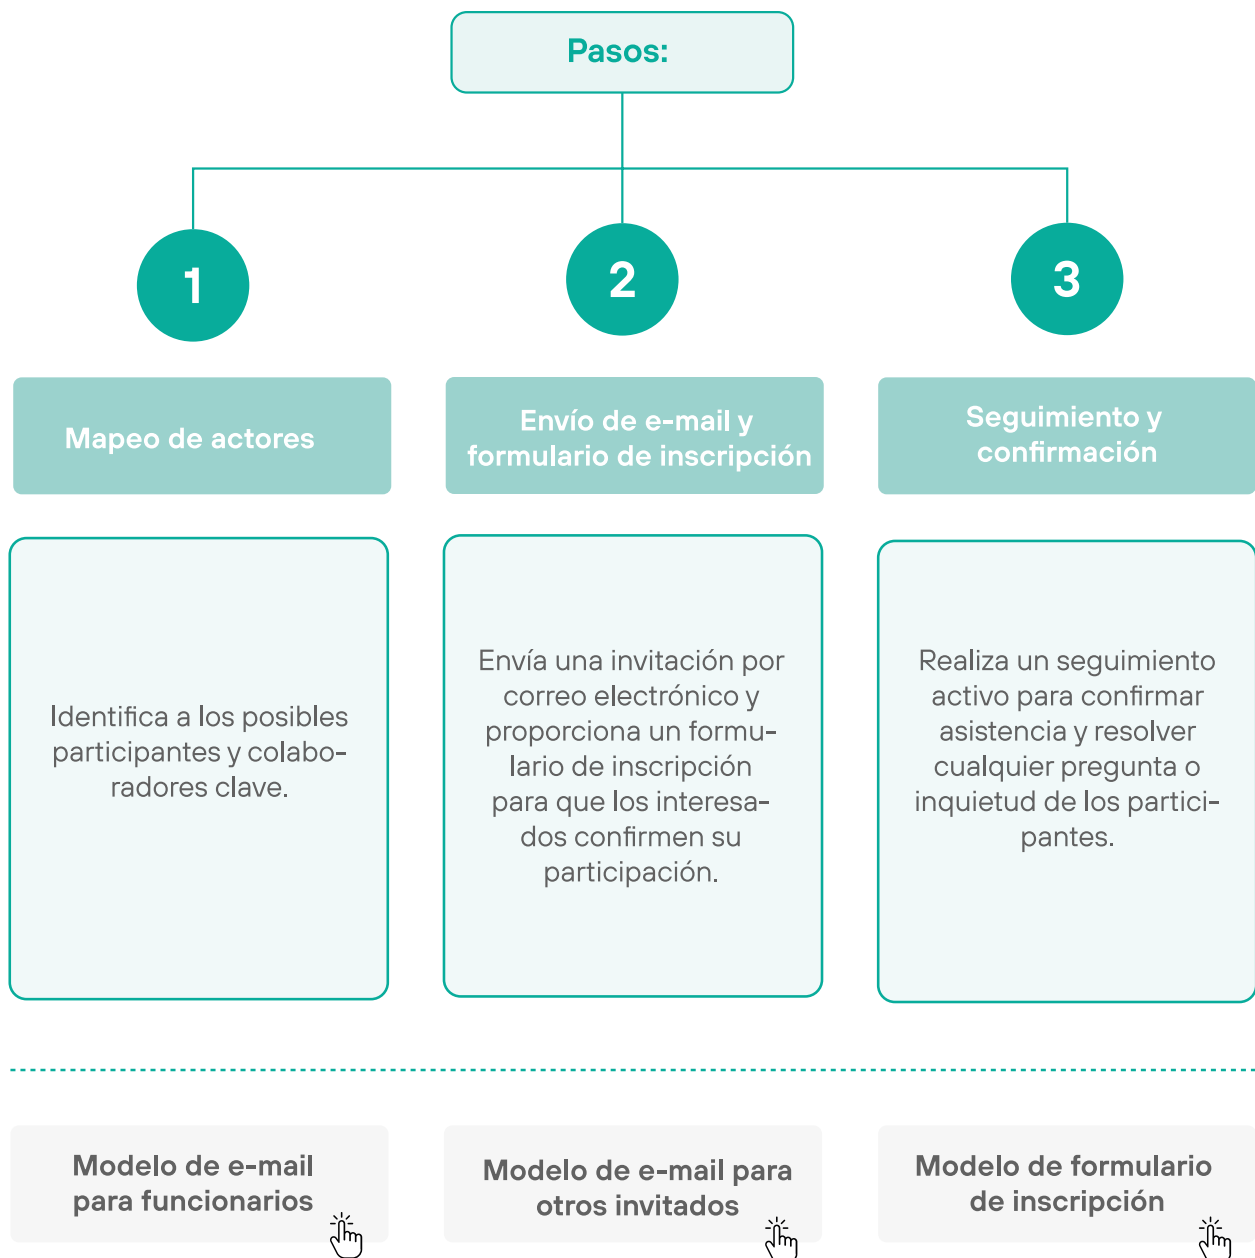 Pasos:
1
2
3
Mapeo de actores
Envío de e-mail y
formulario de inscripción
Seguimiento y
confirmación
Identifica a los posibles
participantes y colabo-
radores clave.
Envía una invitación por
correo electrónico y
proporciona un formu-
lario de inscripción
para que los interesa-
dos confirmen su
participación.
Realiza un seguimiento
activo para confirmar
asistencia y resolver
cualquier pregunta o
inquietud de los partici-
pantes.
Modelo de e-mail
para funcionarios
Modelo de e-mail para
otros invitados
Modelo de formulario
de inscripción